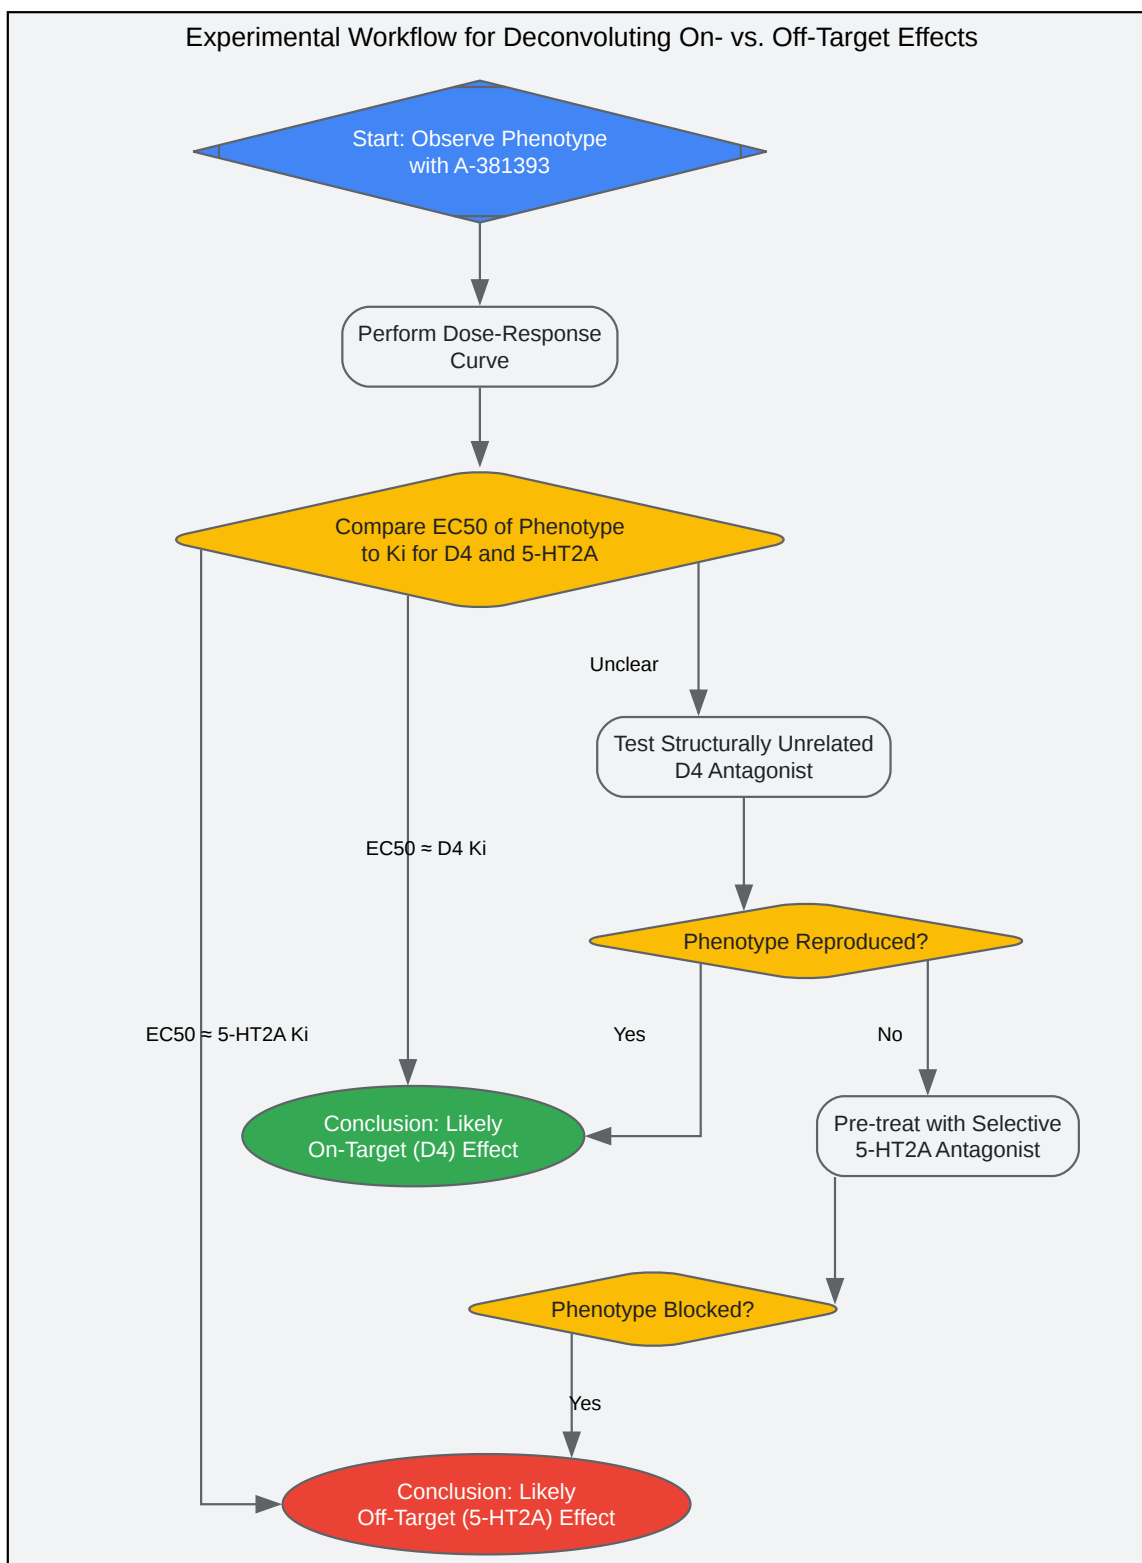 Experimental Workflow for Deconvoluting On- vs. Off-Target Effects
Start: Observe Phenotype
with A-381393
Perform Dose-Response
Curve
Compare EC50 of Phenotype
to Ki for D4 and 5-HT2A
Unclear
Test Structurally Unrelated
D4 Antagonist
EC50 ≈ D4 Ki
Phenotype Reproduced?
EC50 ≈ 5-HT2A Ki
Yes
No
Conclusion: Likely
On-Target (D4) Effect
Pre-treat with Selective
5-HT2A Antagonist
Phenotype Blocked?
Yes
Conclusion: Likely
Off-Target (5-HT2A) Effect